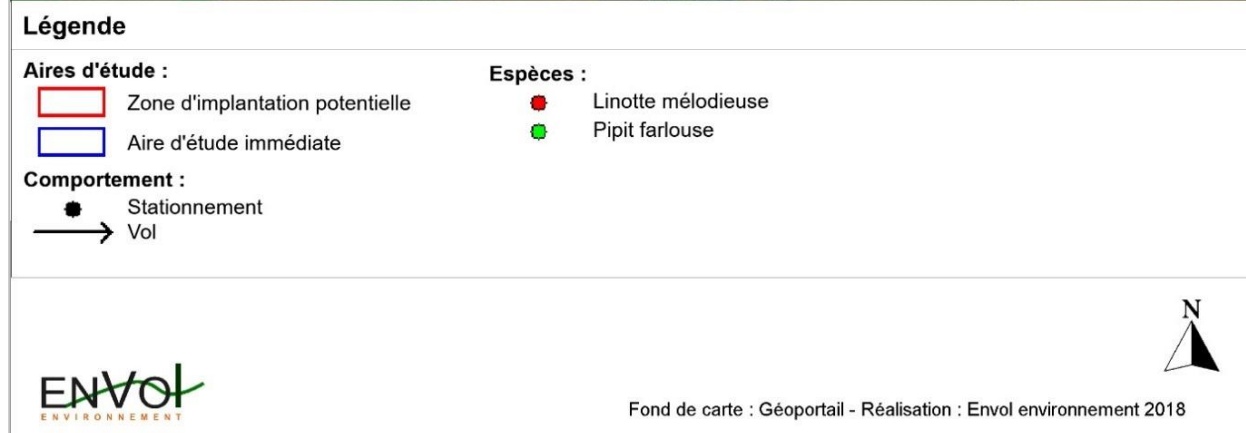 Légende
Aires d'étude :
Zone d'implantation potentielle
Aire d'étude immédiate
Comportement :
Stationnement
Vol
Espèces :
Linotte mélodieuse
Pipit farlouse
N
ENVOl
ENVIRONNEMENT
Fond de carte : Géoportail - Réalisation : Envol environnement 2018